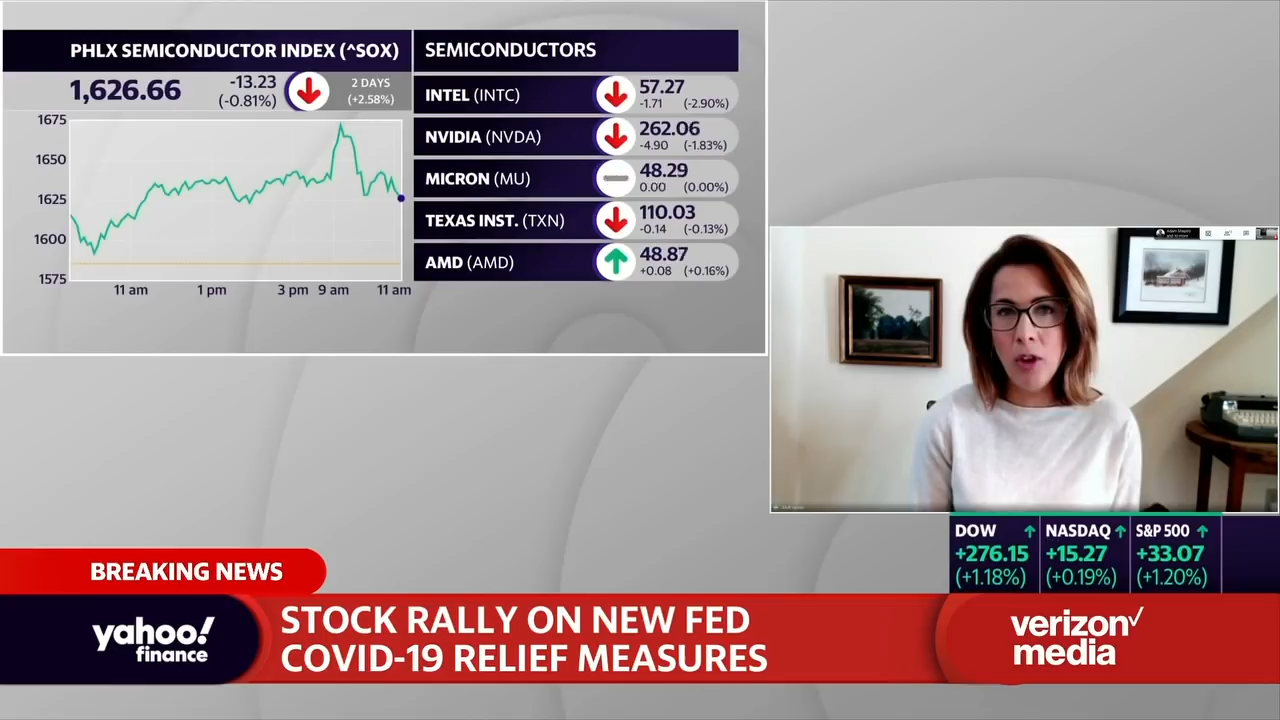 PHLX SEMICONDUCTOR INDEX (^SOX)
1,626.66
-13.23
(-0.81%)
2 DAYS
(+2.58%)
1675
1650
1625
1600
1575
11 am
1 pm
3 pm
9 am
11 am
SEMICONDUCTORS
INTEL (INTC)
57.27
-1.71 (-2.90%)
NVIDIA (NVDA)
262.06
-4.90 (-1.83%)
MICRON (MU)
48.29
0.00 (0.00%)
TEXAS INST. (TXN)
110.03
-0.14 (-0.13%)
AMD (AMD)
48.87
+0.08 (+0.16%)
DOW
+276.15
(+1.18%)
NASDAQ
+15.27
(+0.19%)
S&P 500
+33.07
(+1.20%)
BREAKING NEWS
yahoo!
finance
STOCK RALLY ON NEW FED
COVID-19 RELIEF MEASURES
verizon✓
media